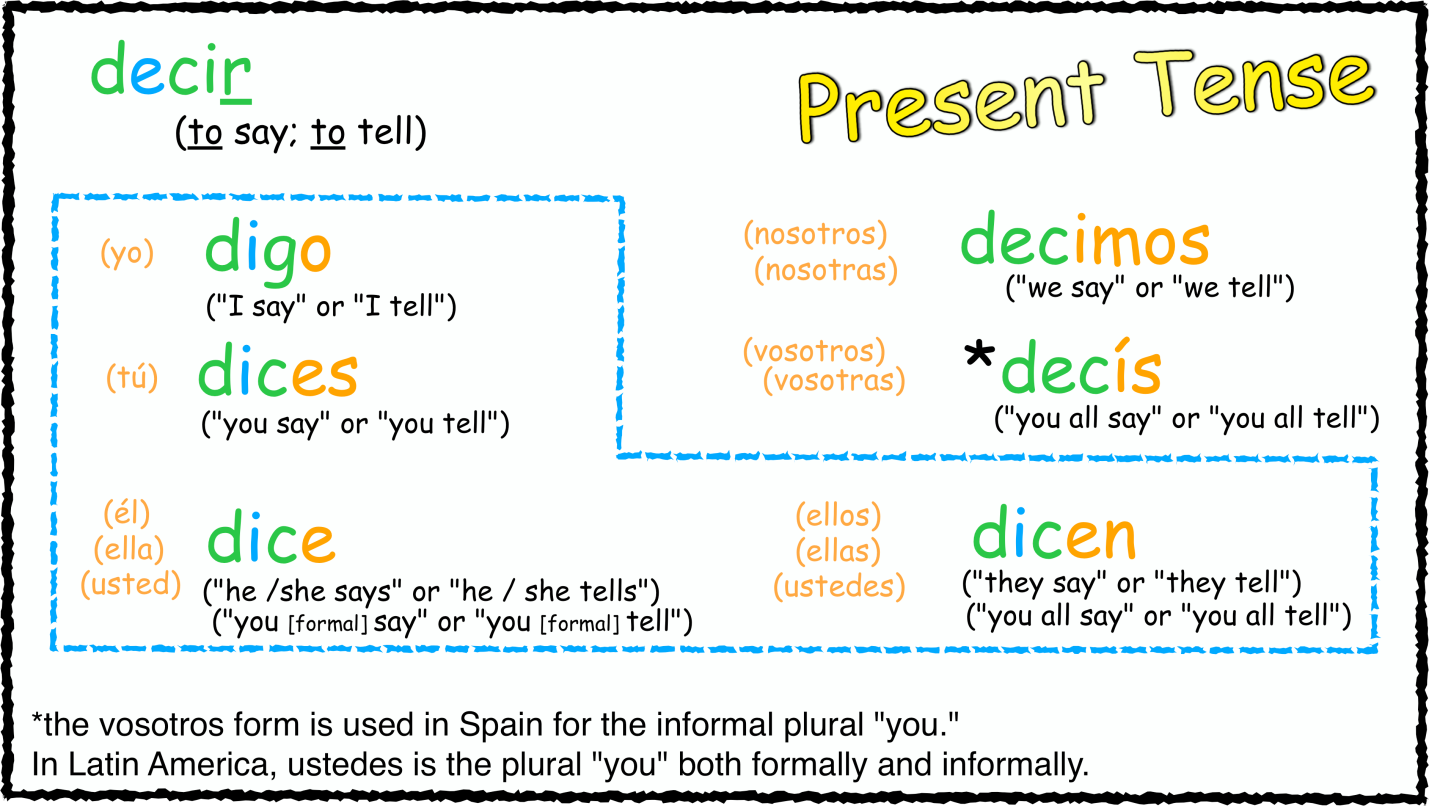 decir
Present Tense
(to say; to tell)
(yo) digo
("I say" or "I tell")
(tú) dices
("you say" or "you tell")
(él)
(ella)
(usted)
dice
("he /she says" or "he / she tells")
("you [formal] say" or "you [formal] tell")
(nosotros)
(nosotras)
decimos
("we say" or "we tell")
(vosotros)
(vosotras)
*decís
("you all say" or "you all tell")
(ellos)
(ellas)
(ustedes)
dicen
("they say" or "they tell")
("you all say" or "you all tell")
*the vosotros form is used in Spain for the informal plural "you."
In Latin America, ustedes is the plural "you" both formally and informally.